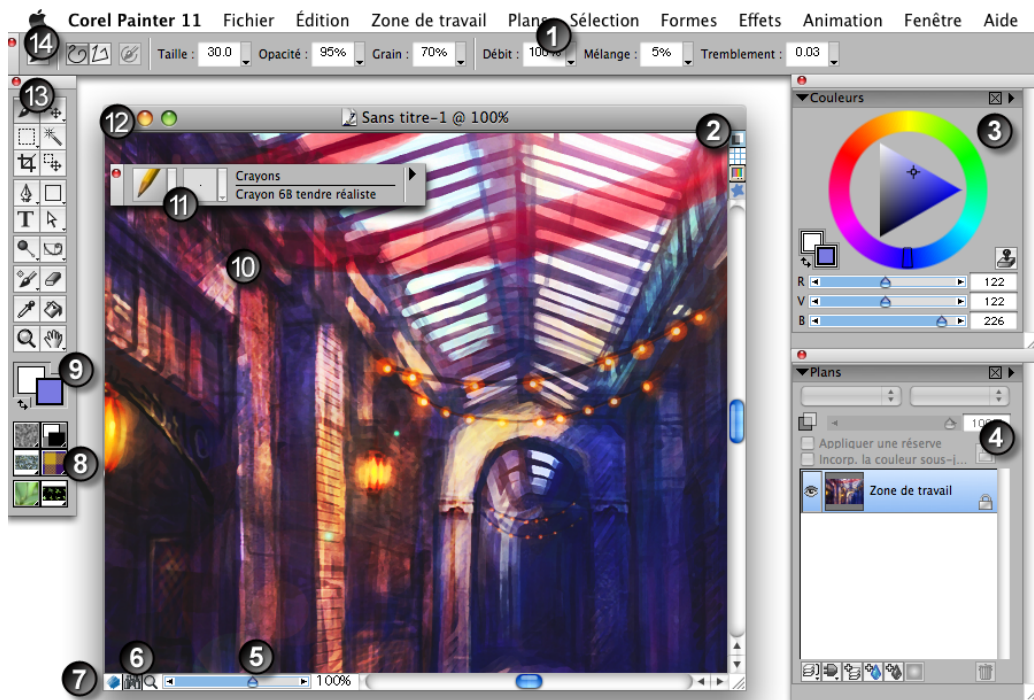 Corel Painter 11 Fichier Édition Zone de travail Plans Sélection Formes Effets Animation Fenêtre Aide
14 Taille : 30.0 Opacité : 95% Grain : 70% Débit : 100% 1 Mélange : 5% Tremblement : 0.03
13
12 Sans titre-1 @ 100%
2
Couleurs
3
Crayons
Crayon 6B tendre réaliste
11
T
10
R 122
V 122
B 226
9
Plans
100%
4
Appliquer une réserve
Incorp. la couleur sous-j...
8
Zone de travail
7 6 5
100%